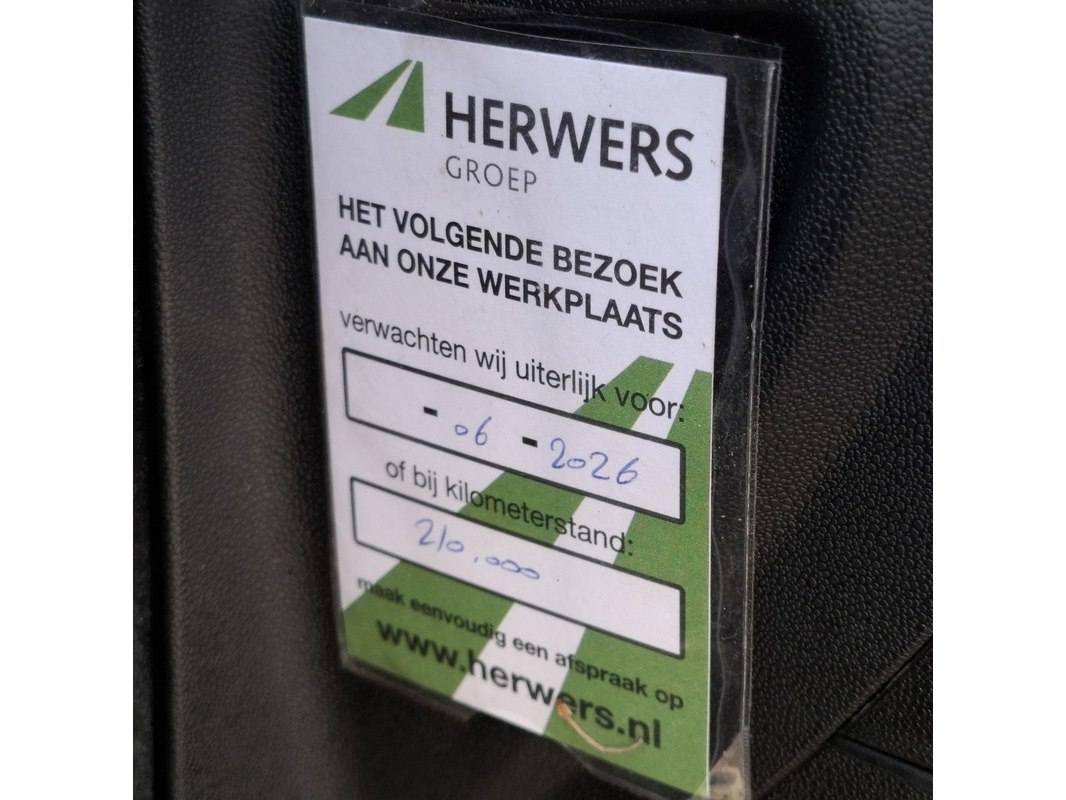 HERWERS
GROEP
HET VOLGENDE BEZOEK
AAN ONZE WERKPLAATS
verwachten wij uiterlijk voor:
- 06 - 2026
of bij kilometerstand:
210.000
maak eenvoudig een afspraak op
www.herwers.nl